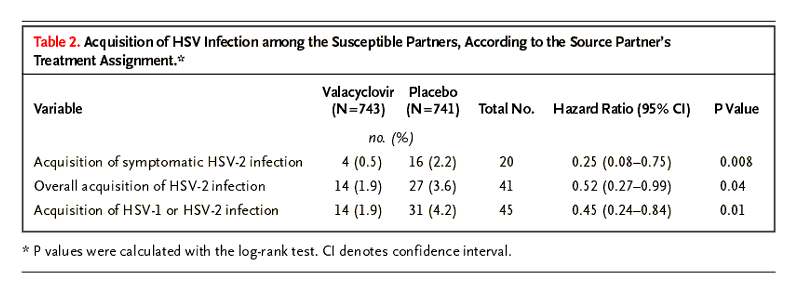 Table 2. Acquisition of HSV Infection among the Susceptible Partners, According to the Source Partner's
Treatment Assignment.*
Variable Valacyclovir (N=743) Placebo (N=741) Total No. Hazard Ratio (95% CI) P Value
no. (%)
Acquisition of symptomatic HSV-2 infection 4 (0.5) 16 (2.2) 20 0.25 (0.08–0.75) 0.008
Overall acquisition of HSV-2 infection 14 (1.9) 27 (3.6) 41 0.52 (0.27–0.99) 0.04
Acquisition of HSV-1 or HSV-2 infection 14 (1.9) 31 (4.2) 45 0.45 (0.24–0.84) 0.01
* P values were calculated with the log-rank test. CI denotes confidence interval.